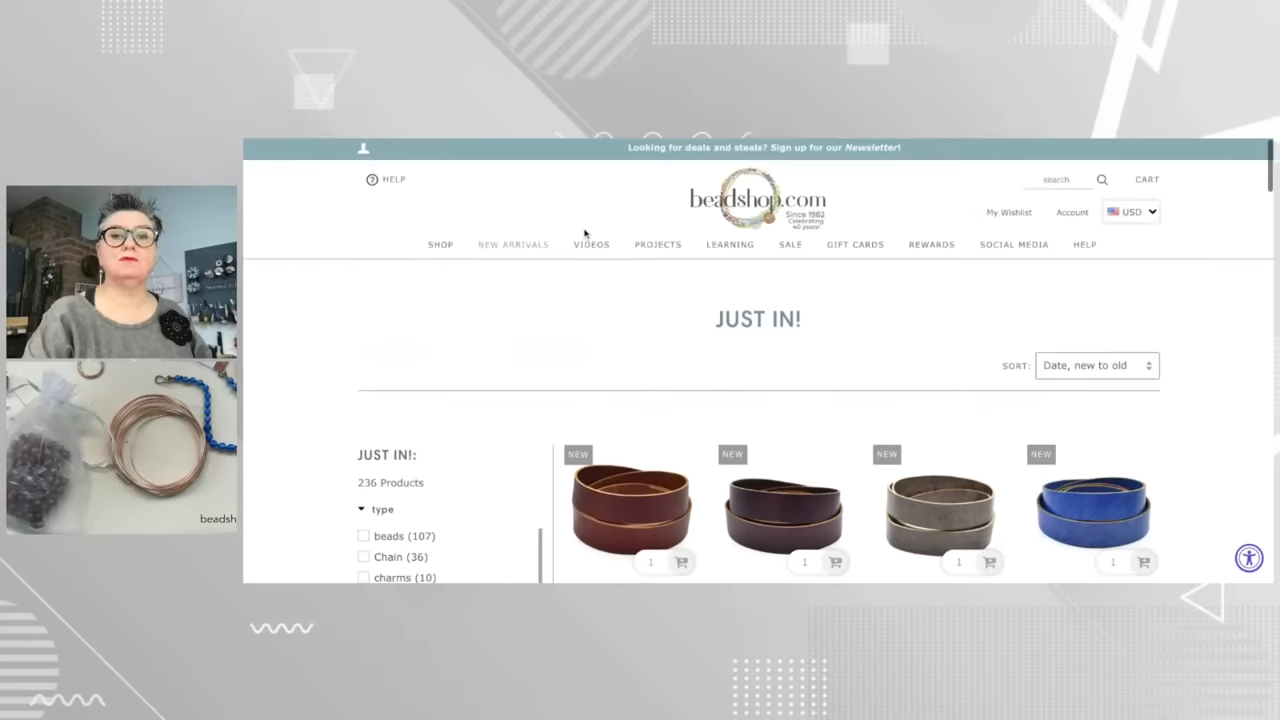 Looking for deals and steals? Sign up for our Newsletter!
HELP
search
CART
beadshop.com
Since 1982
Celebrating
40 years!
My Wishlist
Account
USD
SHOP
NEW ARRIVALS
VIDEOS
PROJECTS
LEARNING
SALE
GIFT CARDS
REWARDS
SOCIAL MEDIA
HELP
JUST IN!
SORT:
Date, new to old
JUST IN!:
236 Products
type
beads (107)
Chain (36)
charms (10)
NEW
NEW
NEW
NEW
1
1
1
1
beadsh